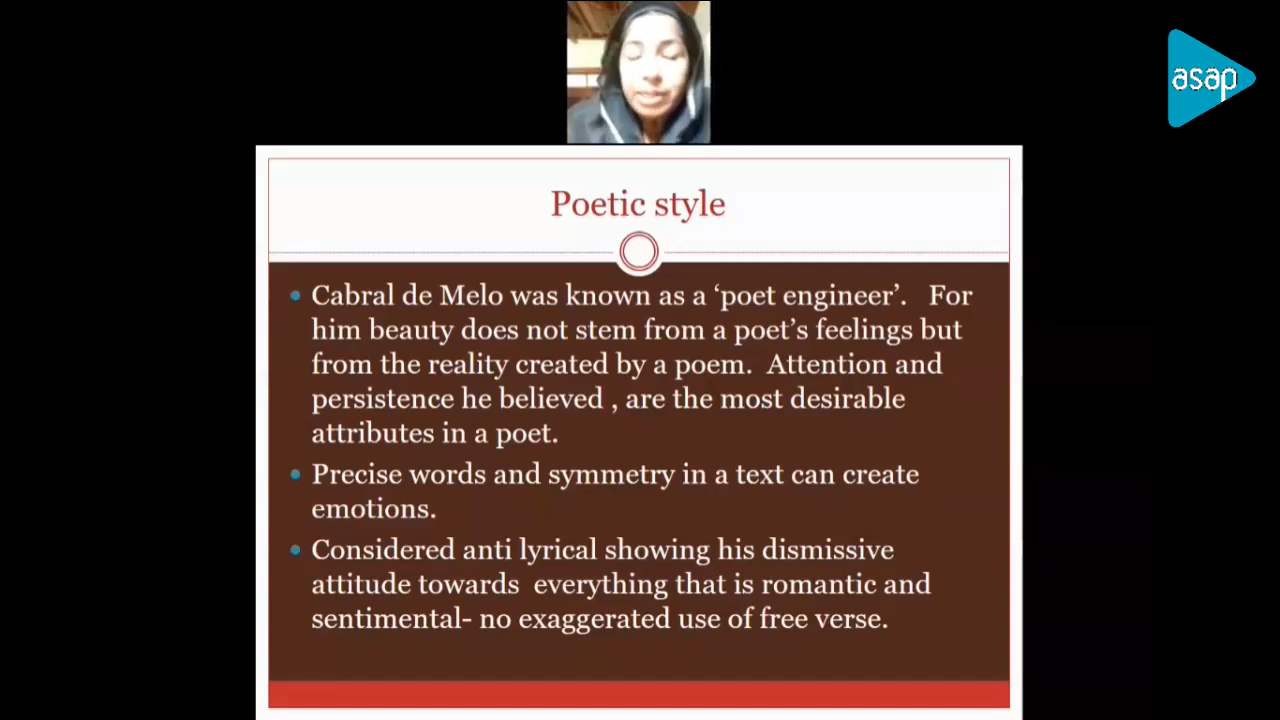 asap
Poetic style
• Cabral de Melo was known as a ‘poet engineer’. For
him beauty does not stem from a poet’s feelings but
from the reality created by a poem. Attention and
persistence he believed , are the most desirable
attributes in a poet.
• Precise words and symmetry in a text can create
emotions.
• Considered anti lyrical showing his dismissive
attitude towards everything that is romantic and
sentimental- no exaggerated use of free verse.